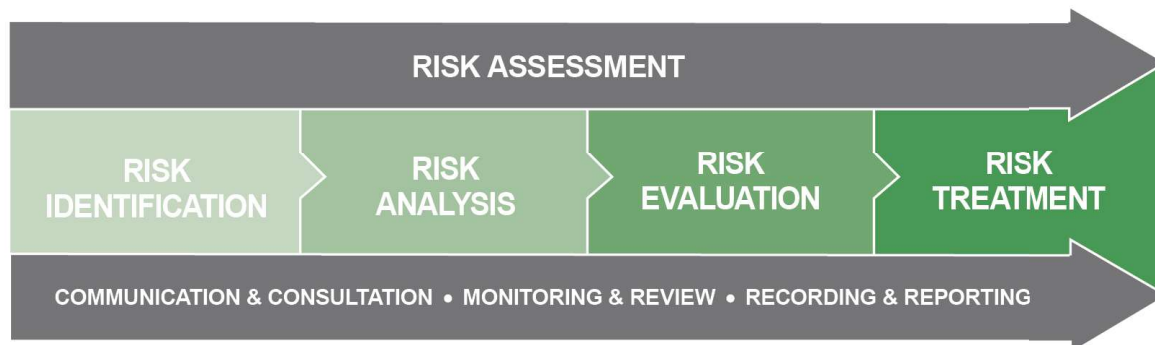 RISK ASSESSMENT
RISK
IDENTIFICATION
RISK
ANALYSIS
RISK
EVALUATION
RISK
TREATMENT
COMMUNICATION & CONSULTATION • MONITORING & REVIEW • RECORDING & REPORTING